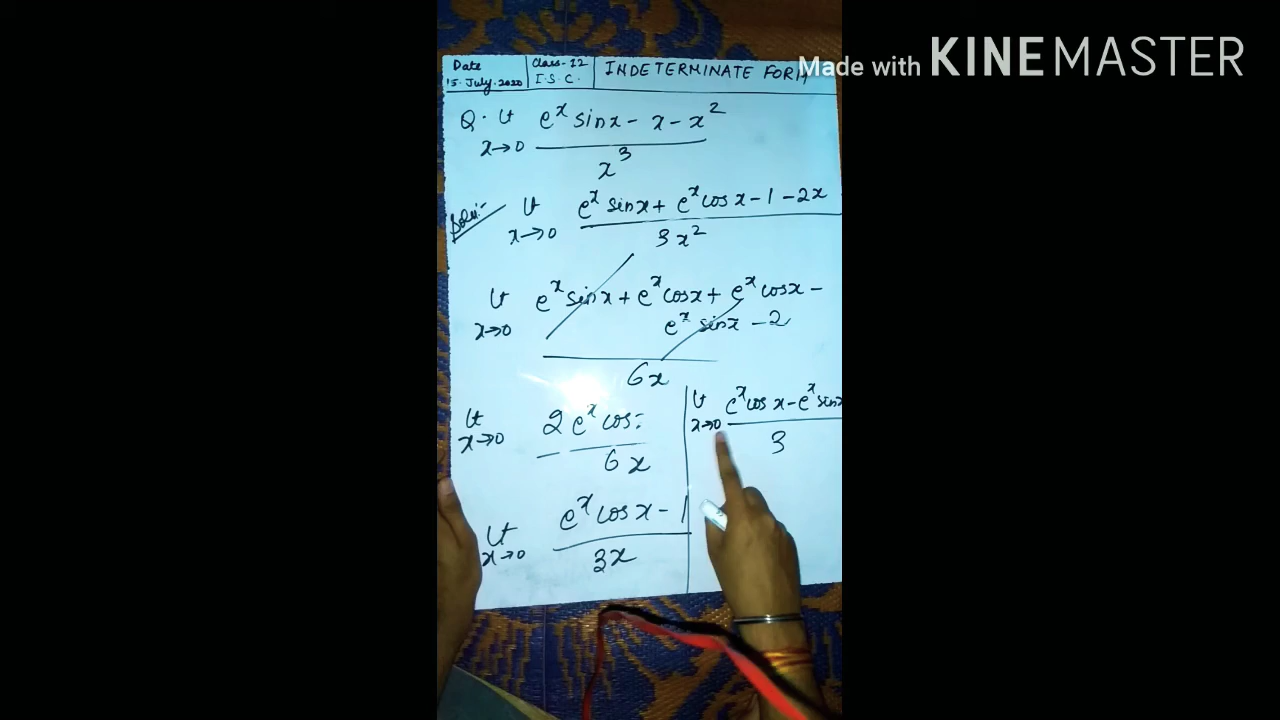 Made with KINEMASTER
Date
15. July. 2020
Class-12
I.S.C.
INDETERMINATE FORM
Q. Lt x→0 (e^x sin x - x - x^2) / x^3
Soln:- Lt x→0 (e^x sin x + e^x cos x - 1 - 2x) / 3x^2
Lt x→0 e^x sin x + e^x cos x + e^x cos x -
e^x sin x - 2
6x
Lt x→0 2e^x cos
6x
Lt x→0 (e^x cos x - 1) / 3x
Lt x→0 (e^x cos x - e^x sin x) / 3